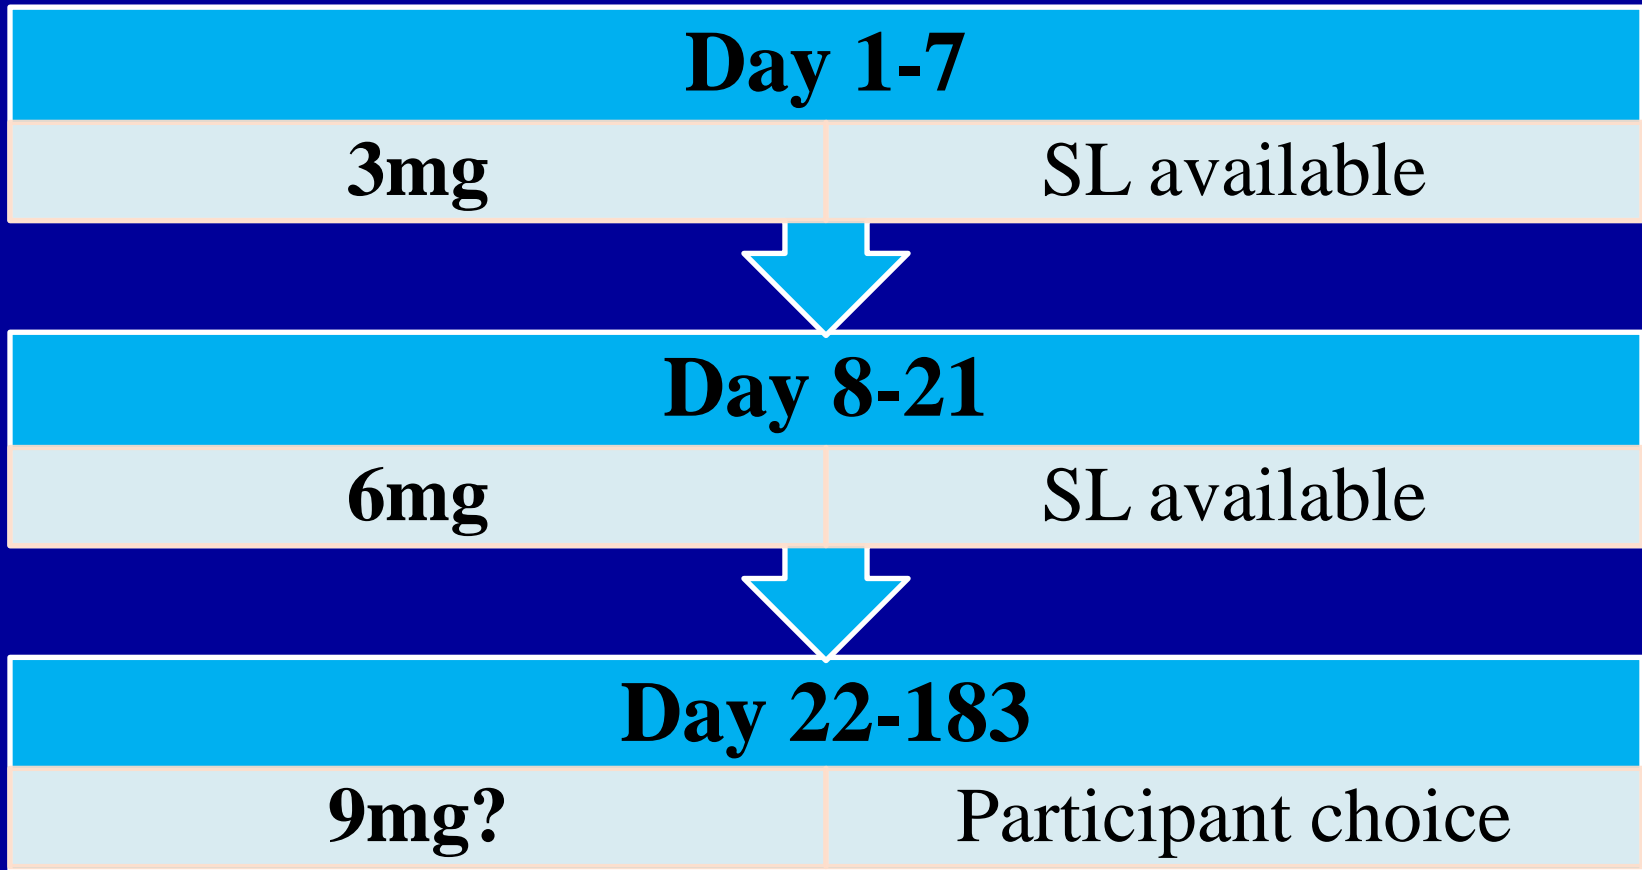 Day 1-7
3mg SL available
Day 8-21
6mg SL available
Day 22-183
9mg? Participant choice